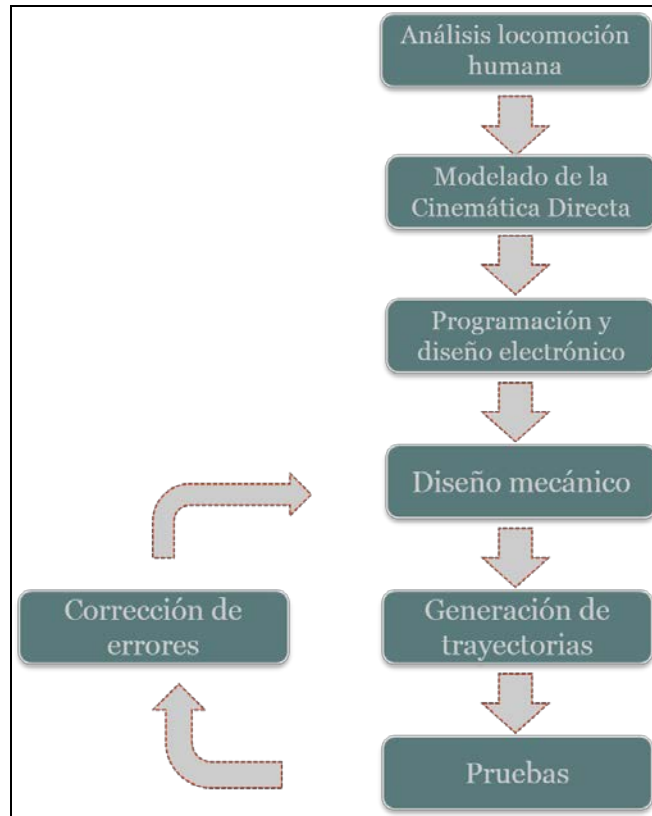 Análisis locomoción
humana
Modelado de la
Cinemática Directa
Programación y
diseño electrónico
Diseño mecánico
Corrección de
errores
Generación de
trayectorias
Pruebas